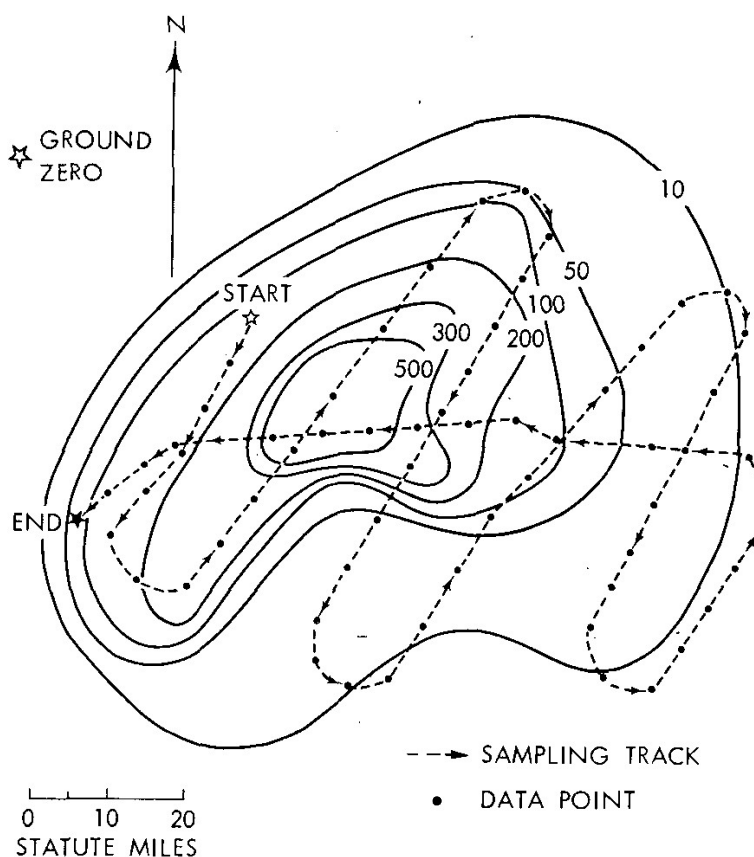 N
GROUND
ZERO
10
START
50
100
300
200
500
END
SAMPLING TRACK
DATA POINT
0 10 20
STATUTE MILES